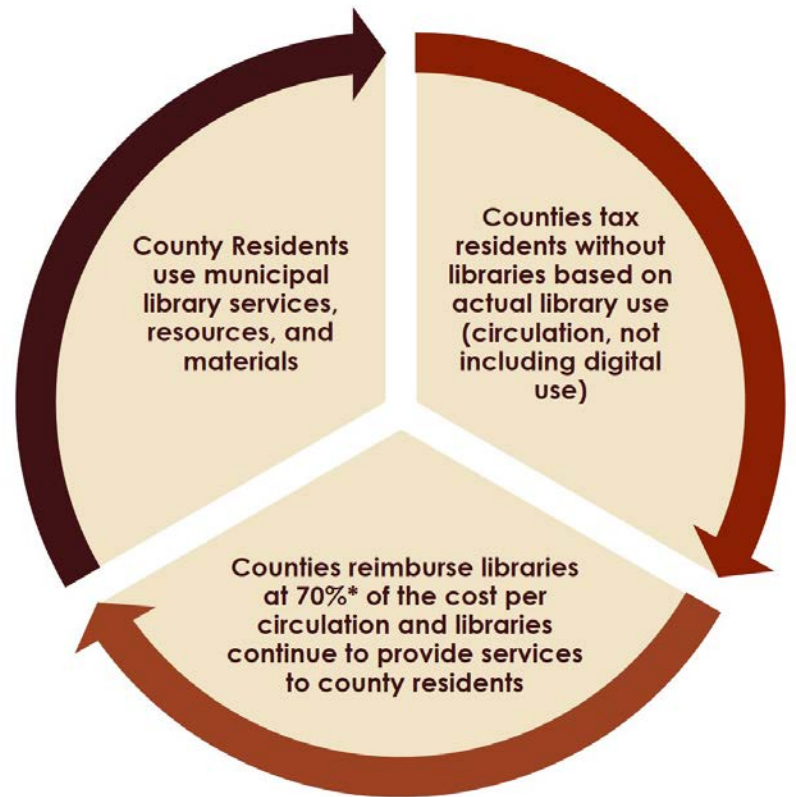 County Residents
use municipal
library services,
resources, and
materials
Counties tax
residents without
libraries based on
actual library use
(circulation, not
including digital
use)
Counties reimburse libraries
at 70%* of the cost per
circulation and libraries
continue to provide services
to county residents